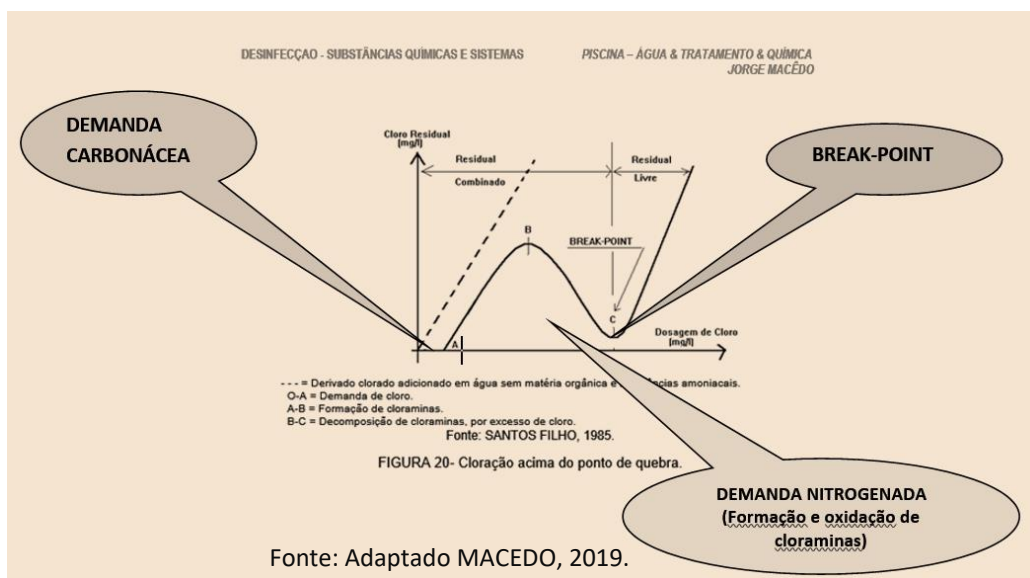 DESINFECÇAO - SUBSTÂNCIAS QUÍMICAS E SISTEMAS
PISCINA – ÁGUA & TRATAMENTO & QUÍMICA
JORGE MACÊDO
DEMANDA
CARBONÁCEA
BREAK-POINT
Cloro Residual
(mg/l)
Residual
Combinado
Residual
Livre
B
BREAK-POINT
C
A
Dosagem de Cloro
(mg/l)
- - - = Derivado clorado adicionado em água sem matéria orgânica e amoniacais.
O-A = Demanda de cloro.
A-B = Formação de cloraminas.
B-C = Decomposição de cloraminas, por excesso de cloro.
Fonte: SANTOS FILHO, 1985.
FIGURA 20- Cloração acima do ponto de quebra.
DEMANDA NITROGENADA
(Formação e oxidação de
cloraminas)
Fonte: Adaptado MACEDO, 2019.